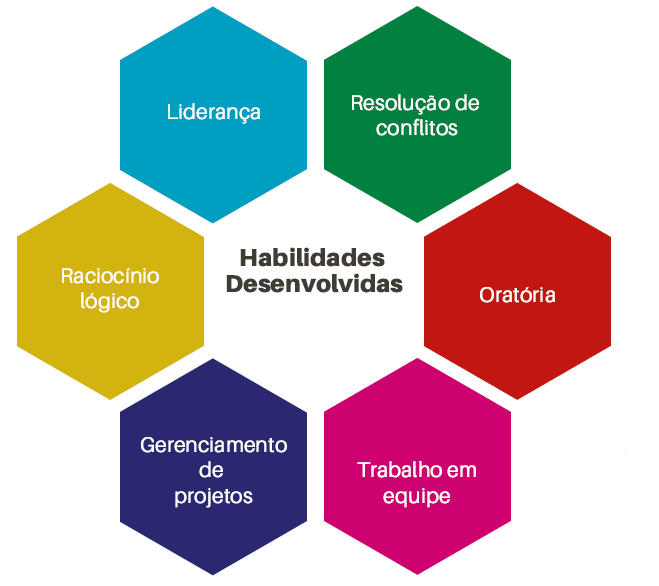 Liderança
Resolução de
conflitos
Raciocínio
lógico
Habilidades
Desenvolvidas
Oratória
Gerenciamento
de
projetos
Trabalho em
equipe